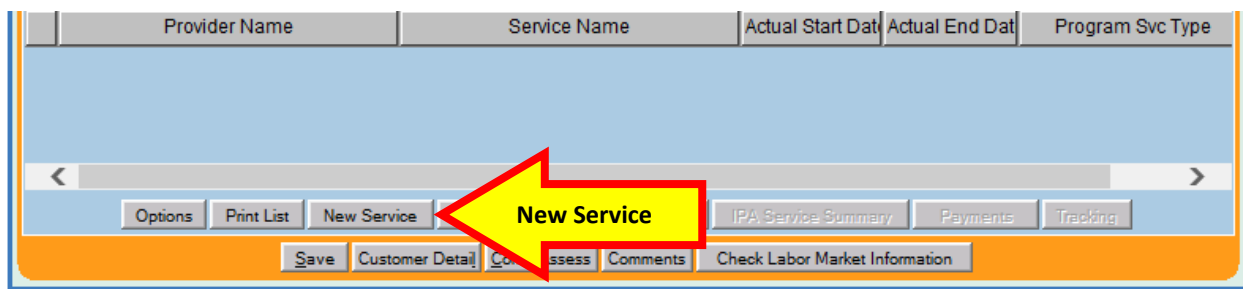 Provider Name Service Name Actual Start Dat Actual End Dat Program Svc Type
Options Print List New Service New Service IPA Service Summary Payments Tracking
Save Customer Detail Comments Check Labor Market Information